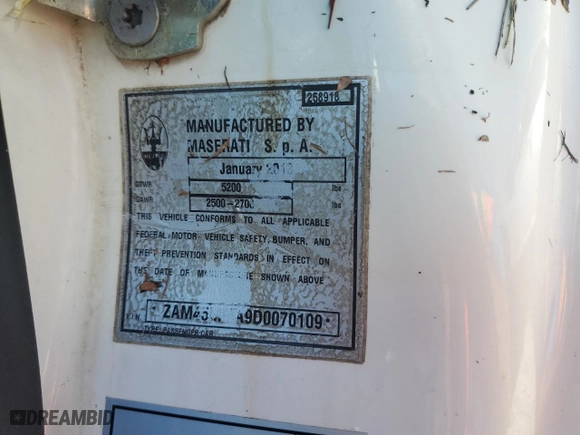 258918
MANUFACTURED BY
MASERATI S.p.A.
January
GVWR 5200 lbs
GAWR 2500-2700 lbs
THIS VEHICLE CONFORMS TO ALL APPLICABLE
FEDERAL MOTOR VEHICLE SAFETY, BUMPER, AND
THEFT PREVENTION STANDARDS IN EFFECT ON
THE DATE OF SHOWN ABOVE
A9D0070109*
TYPE: PASSENGER CAR
DREAMBID